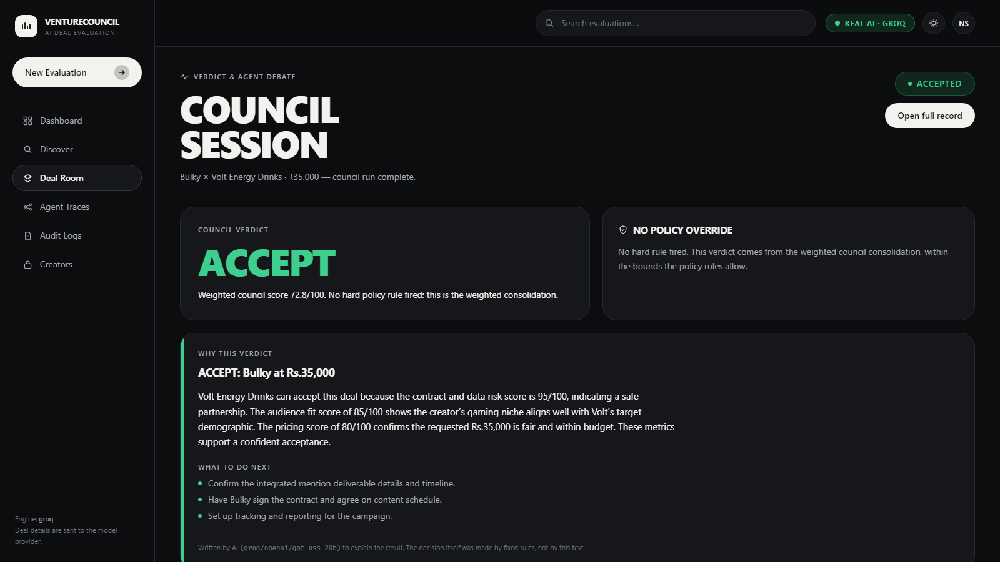 VENTURECOUNCIL
AI DEAL EVALUATION
New Evaluation
Dashboard
Discover
Deal Room
Agent Traces
Audit Logs
Creators
Engine: groq
Deal details are sent to the model
provider.
Search evaluations...
REAL AI · GROQ
NS
VERDICT & AGENT DEBATE
COUNCIL
SESSION
Bulky × Volt Energy Drinks · ₹35,000 — council run complete.
ACCEPTED
Open full record
COUNCIL VERDICT
ACCEPT
Weighted council score 72.8/100. No hard policy rule fired; this is the weighted consolidation.
NO POLICY OVERRIDE
No hard rule fired. This verdict comes from the weighted council consolidation, within
the bounds the policy rules allow.
WHY THIS VERDICT
ACCEPT: Bulky at Rs.35,000
Volt Energy Drinks can accept this deal because the contract and data risk score is 95/100, indicating a safe
partnership. The audience fit score of 85/100 shows the creator’s gaming niche aligns well with Volt’s target
demographic. The pricing score of 80/100 confirms the requested Rs.35,000 is fair and within budget. These metrics
support a confident acceptance.
WHAT TO DO NEXT
Confirm the integrated mention deliverable details and timeline.
Have Bulky sign the contract and agree on content schedule.
Set up tracking and reporting for the campaign.
Written by AI (groq/openai/gpt-oss-20b) to explain the result. The decision itself was made by fixed rules, not by this text.